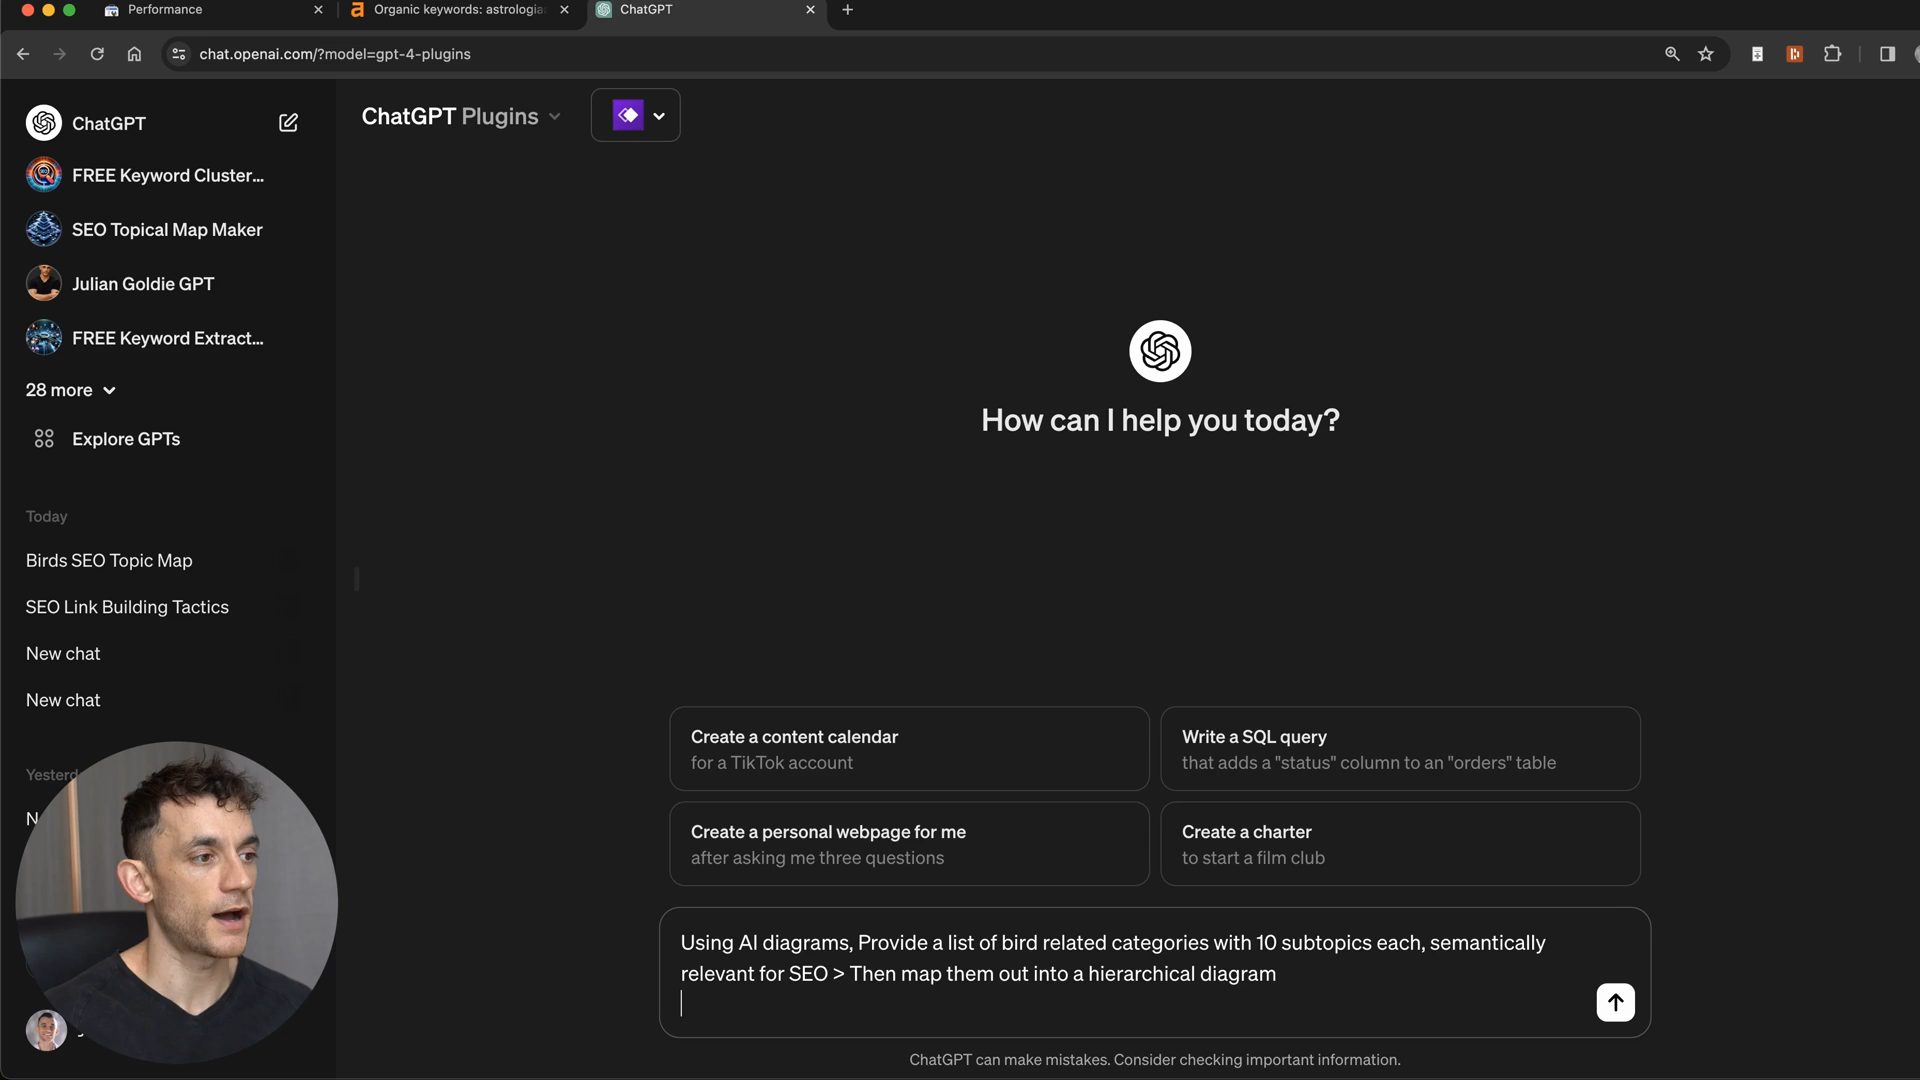 Performance
Organic keywords: astrologia
ChatGPT
chat.openai.com/?model=gpt-4-plugins
ChatGPT
FREE Keyword Cluster...
SEO Topical Map Maker
Julian Goldie GPT
FREE Keyword Extract...
28 more
Explore GPTs
Today
Birds SEO Topic Map
SEO Link Building Tactics
New chat
New chat
Yesterd
N
ChatGPT Plugins
How can I help you today?
Create a content calendar
for a TikTok account
Write a SQL query
that adds a "status" column to an "orders" table
Create a personal webpage for me
after asking me three questions
Create a charter
to start a film club
Using AI diagrams, Provide a list of bird related categories with 10 subtopics each, semantically
relevant for SEO > Then map them out into a hierarchical diagram
ChatGPT can make mistakes. Consider checking important information.